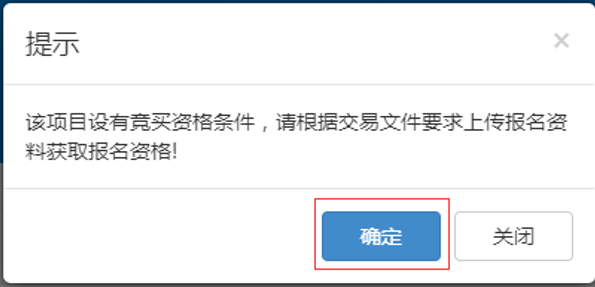 提示
×
该项目设有竞买资格条件，请根据交易文件要求上传报名资
料获取报名资格!
确定
关闭